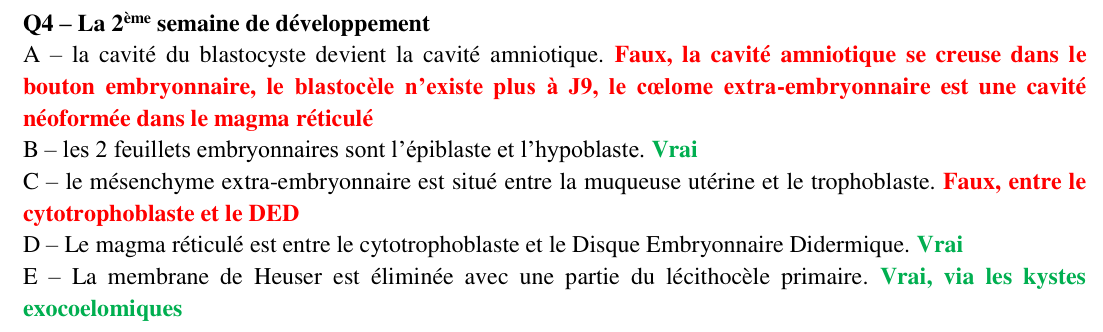 Q4 – La 2ème semaine de développement
A – la cavité du blastocyste devient la cavité amniotique. Faux, la cavité amniotique se creuse dans le
bouton embryonnaire, le blastocèle n’existe plus à J9, le cœlome extra-embryonnaire est une cavité
néoformée dans le magma réticulé
B – les 2 feuillets embryonnaires sont l’épiblaste et l’hypoblaste. Vrai
C – le mésenchyme extra-embryonnaire est situé entre la muqueuse utérine et le trophoblaste. Faux, entre le
cytotrophoblaste et le DED
D – Le magma réticulé est entre le cytotrophoblaste et le Disque Embryonnaire Didermique. Vrai
E – La membrane de Heuser est éliminée avec une partie du lécithocèle primaire. Vrai, via les kystes
exocoelomiques